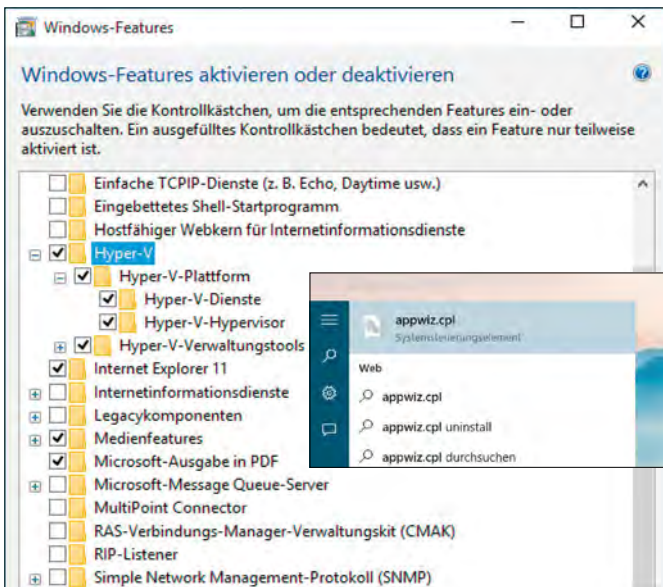 Windows-Features
Windows-Features aktivieren oder deaktivieren
Verwenden Sie die Kontrollkästchen, um die entsprechenden Features ein- oder
auszuschalten. Ein ausgefülltes Kontrollkästchen bedeutet, dass ein Feature nur teilweise
aktiviert ist.
Einfache TCPIP-Dienste (z. B. Echo, Daytime usw.)
Eingebettetes Shell-Startprogramm
Hostfähiger Webkern für Internetinformationsdienste
Hyper-V
Hyper-V-Plattform
Hyper-V-Dienste
Hyper-V-Hypervisor
Hyper-V-Verwaltungstools
Internet Explorer 11
Internetinformationsdienste
Legacykomponenten
Medienfeatures
Microsoft-Ausgabe in PDF
Microsoft-Message Queue-Server
MultiPoint Connector
RAS-Verbindungs-Manager-Verwaltungskit (CMAK)
RIP-Listener
Simple Network Management-Protokoll (SNMP)
appwiz.cpl
Systemsteuerungselement
Web
appwiz.cpl
appwiz.cpl uninstall
appwiz.cpl durchsuchen